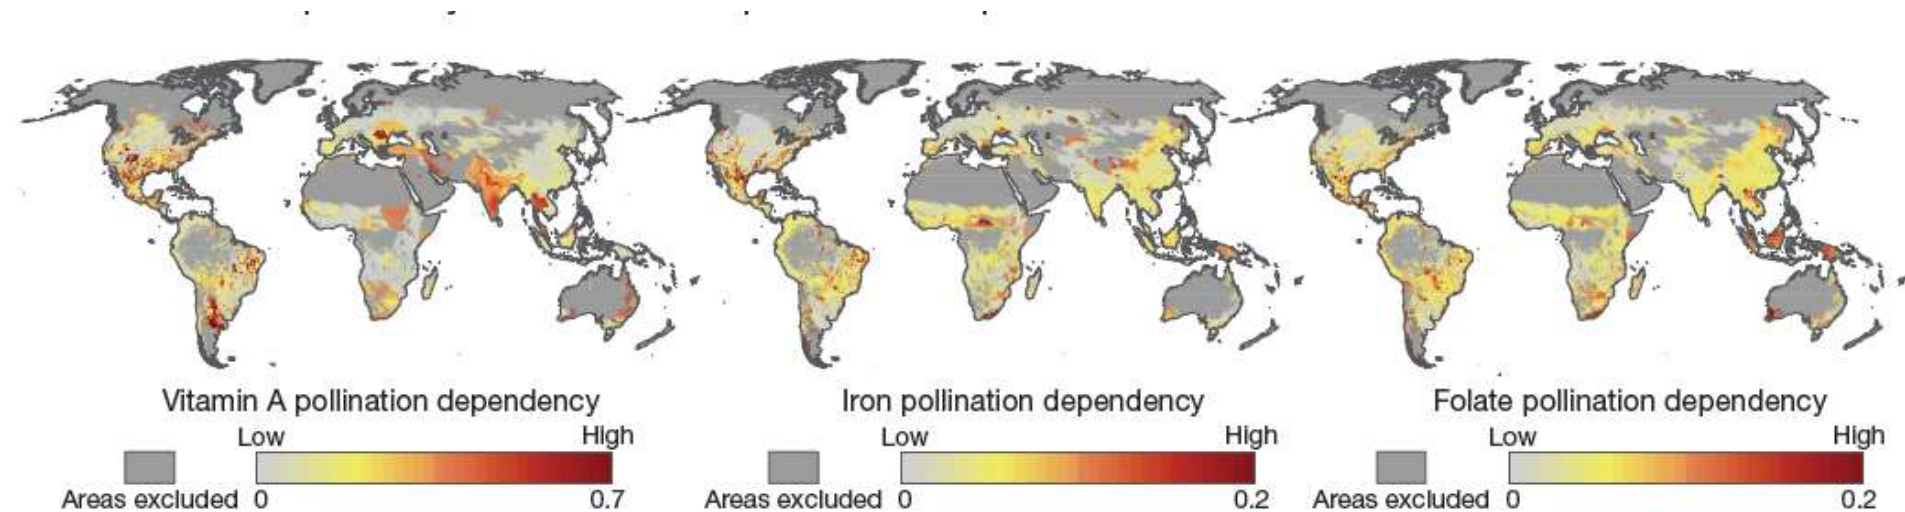 Vitamin A pollination dependency
Low High
Areas excluded 0 0.7
Iron pollination dependency
Low High
Areas excluded 0 0.2
Folate pollination dependency
Low High
Areas excluded 0 0.2